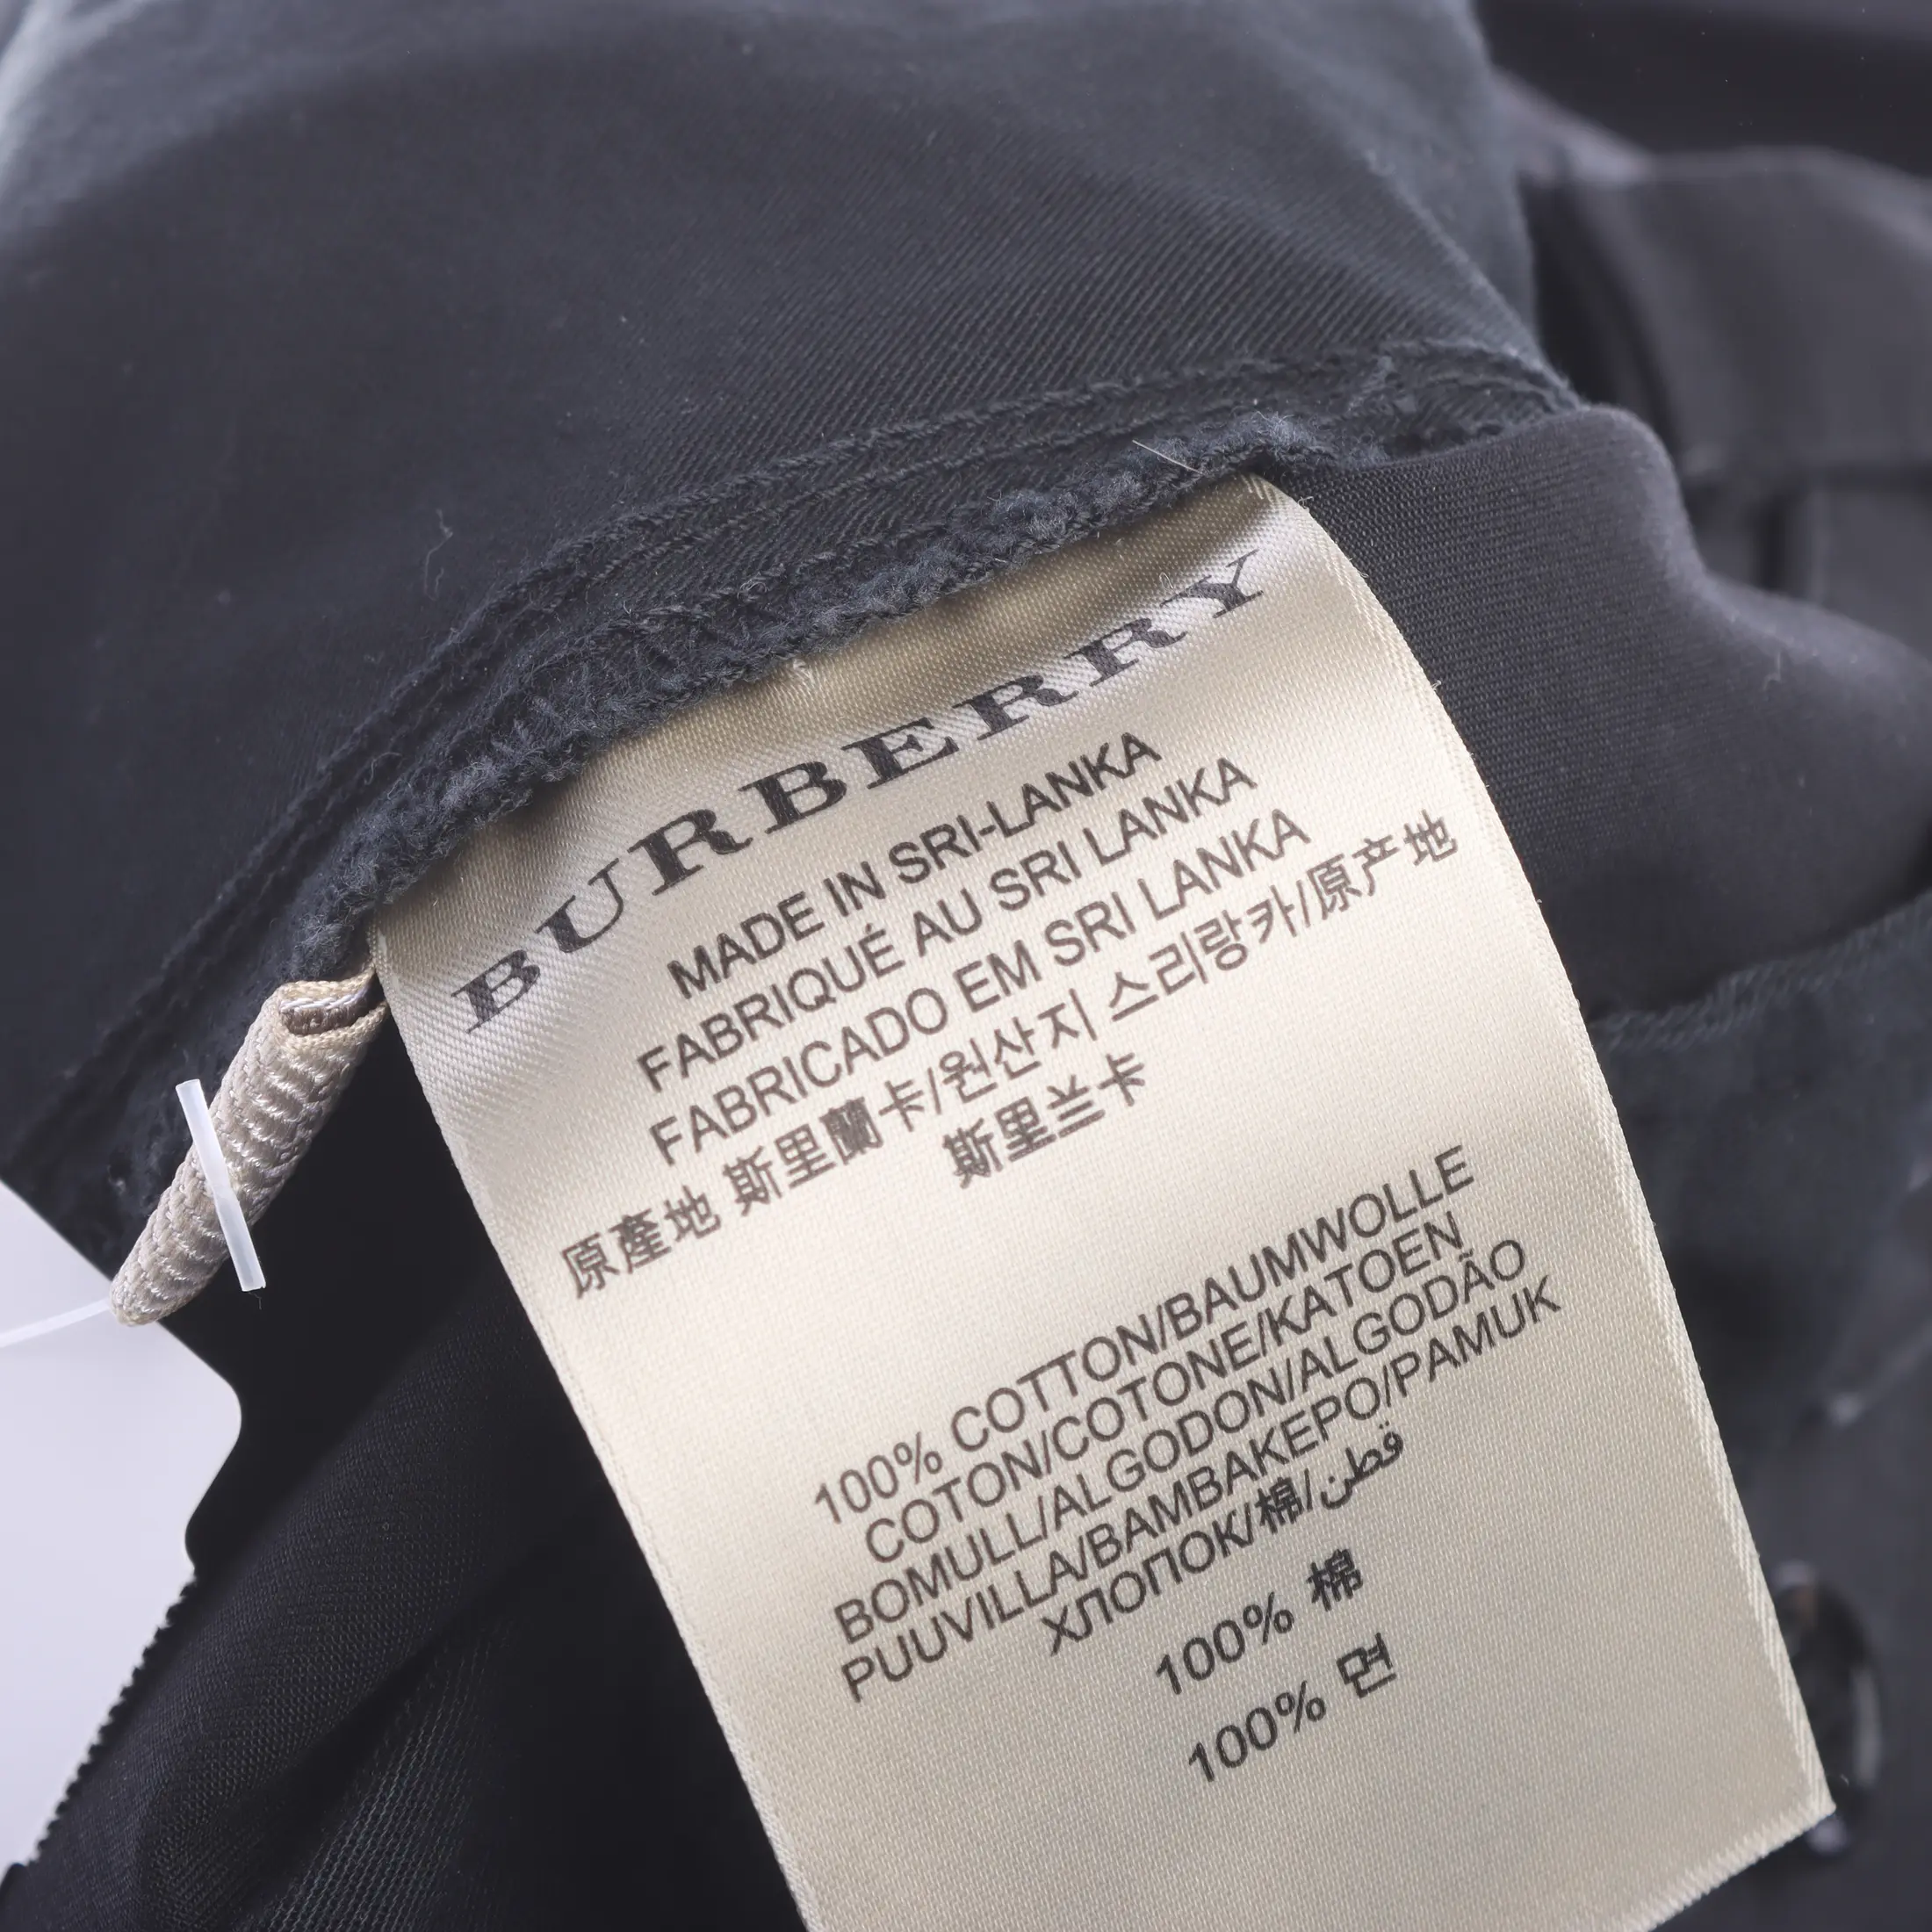 BURBERRY
MADE IN SRI-LANKA
FABRIQUÉ AU SRI LANKA
FABRICADO EM SRI LANKA
原產地 斯里蘭卡/원산지 스리랑카/原产地
斯里兰卡
100% COTTON/BAUMWOLLE
COTON/COTONE/KATOEN
BOMULL/ALGODON/ALGODÃO
PUUVILLA/BAMBAKEPO/PAMUK
ХЛОПОК/棉/قطن
100% 棉
100% 면